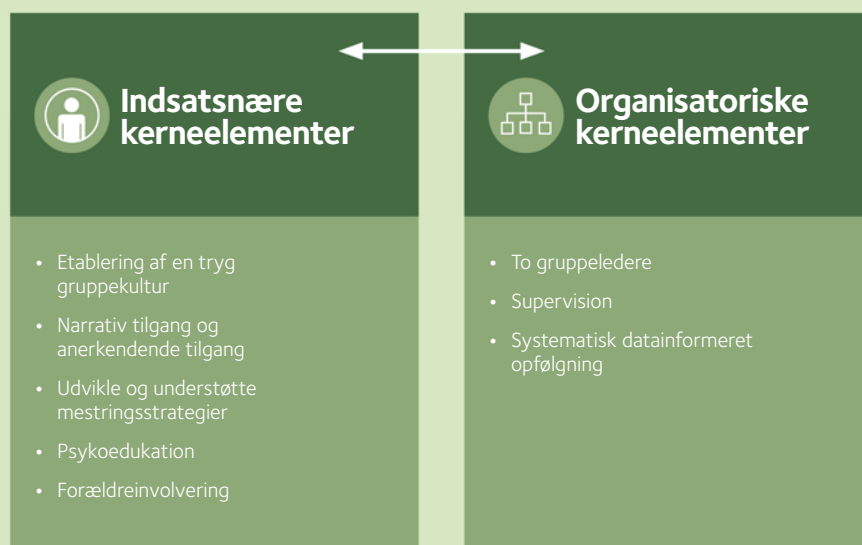 Indsatsnære
kerneelementer
• Etablering af en tryg
gruppekultur
• Narrativ tilgang og
anerkendende tilgang
• Udvikle og understøtte
mestringsstrategier
• Psykoedukation
• Forældreinvolvering
Organisatoriske
kerneelementer
• To gruppeledere
• Supervision
• Systematisk datainformeret
opfølgning